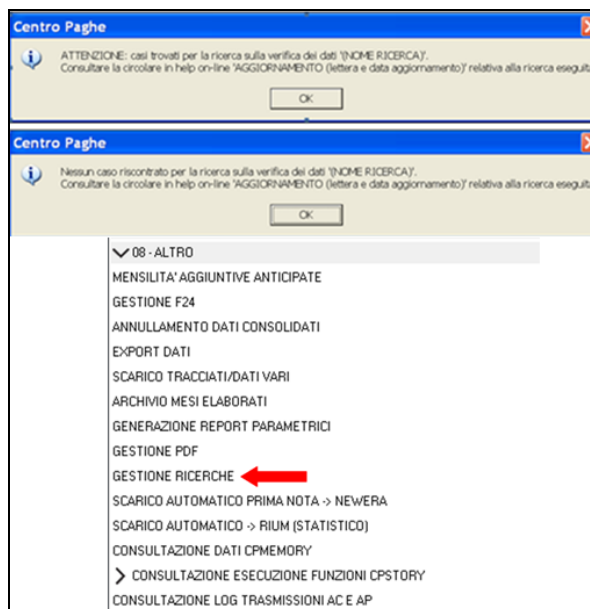 Centro Paghe
ATTENZIONE: casi trovati per la ricerca sulla verifica dei dati '(NOME RICERCA)'.
Consultare la circolare in help on-line 'AGGIORNAMENTO (lettera e data aggiornamento)' relativa alla ricerca eseguita
OK
Centro Paghe
Nessun caso riscontrato per la ricerca sulla verifica dei dati '(NOME RICERCA)'.
Consultare la circolare in help on-line 'AGGIORNAMENTO (lettera e data aggiornamento)' relativa alla ricerca eseguita
OK
08 - ALTRO
MENSILITA' AGGIUNTIVE ANTICIPATE
GESTIONE F24
ANNULLAMENTO DATI CONSOLIDATI
EXPORT DATI
SCARICO TRACCIATI/DATI VARI
ARCHIVIO MESI ELABORATI
GENERAZIONE REPORT PARAMETRICI
GESTIONE PDF
GESTIONE RICERCHE
SCARICO AUTOMATICO PRIMA NOTA -> NEWERA
SCARICO AUTOMATICO -> RIUM (STATISTICO)
CONSULTAZIONE DATI CPMEMORY
CONSULTAZIONE ESECUZIONE FUNZIONI CPSTORY
CONSULTAZIONE LOG TRASMISSIONI AC E AP